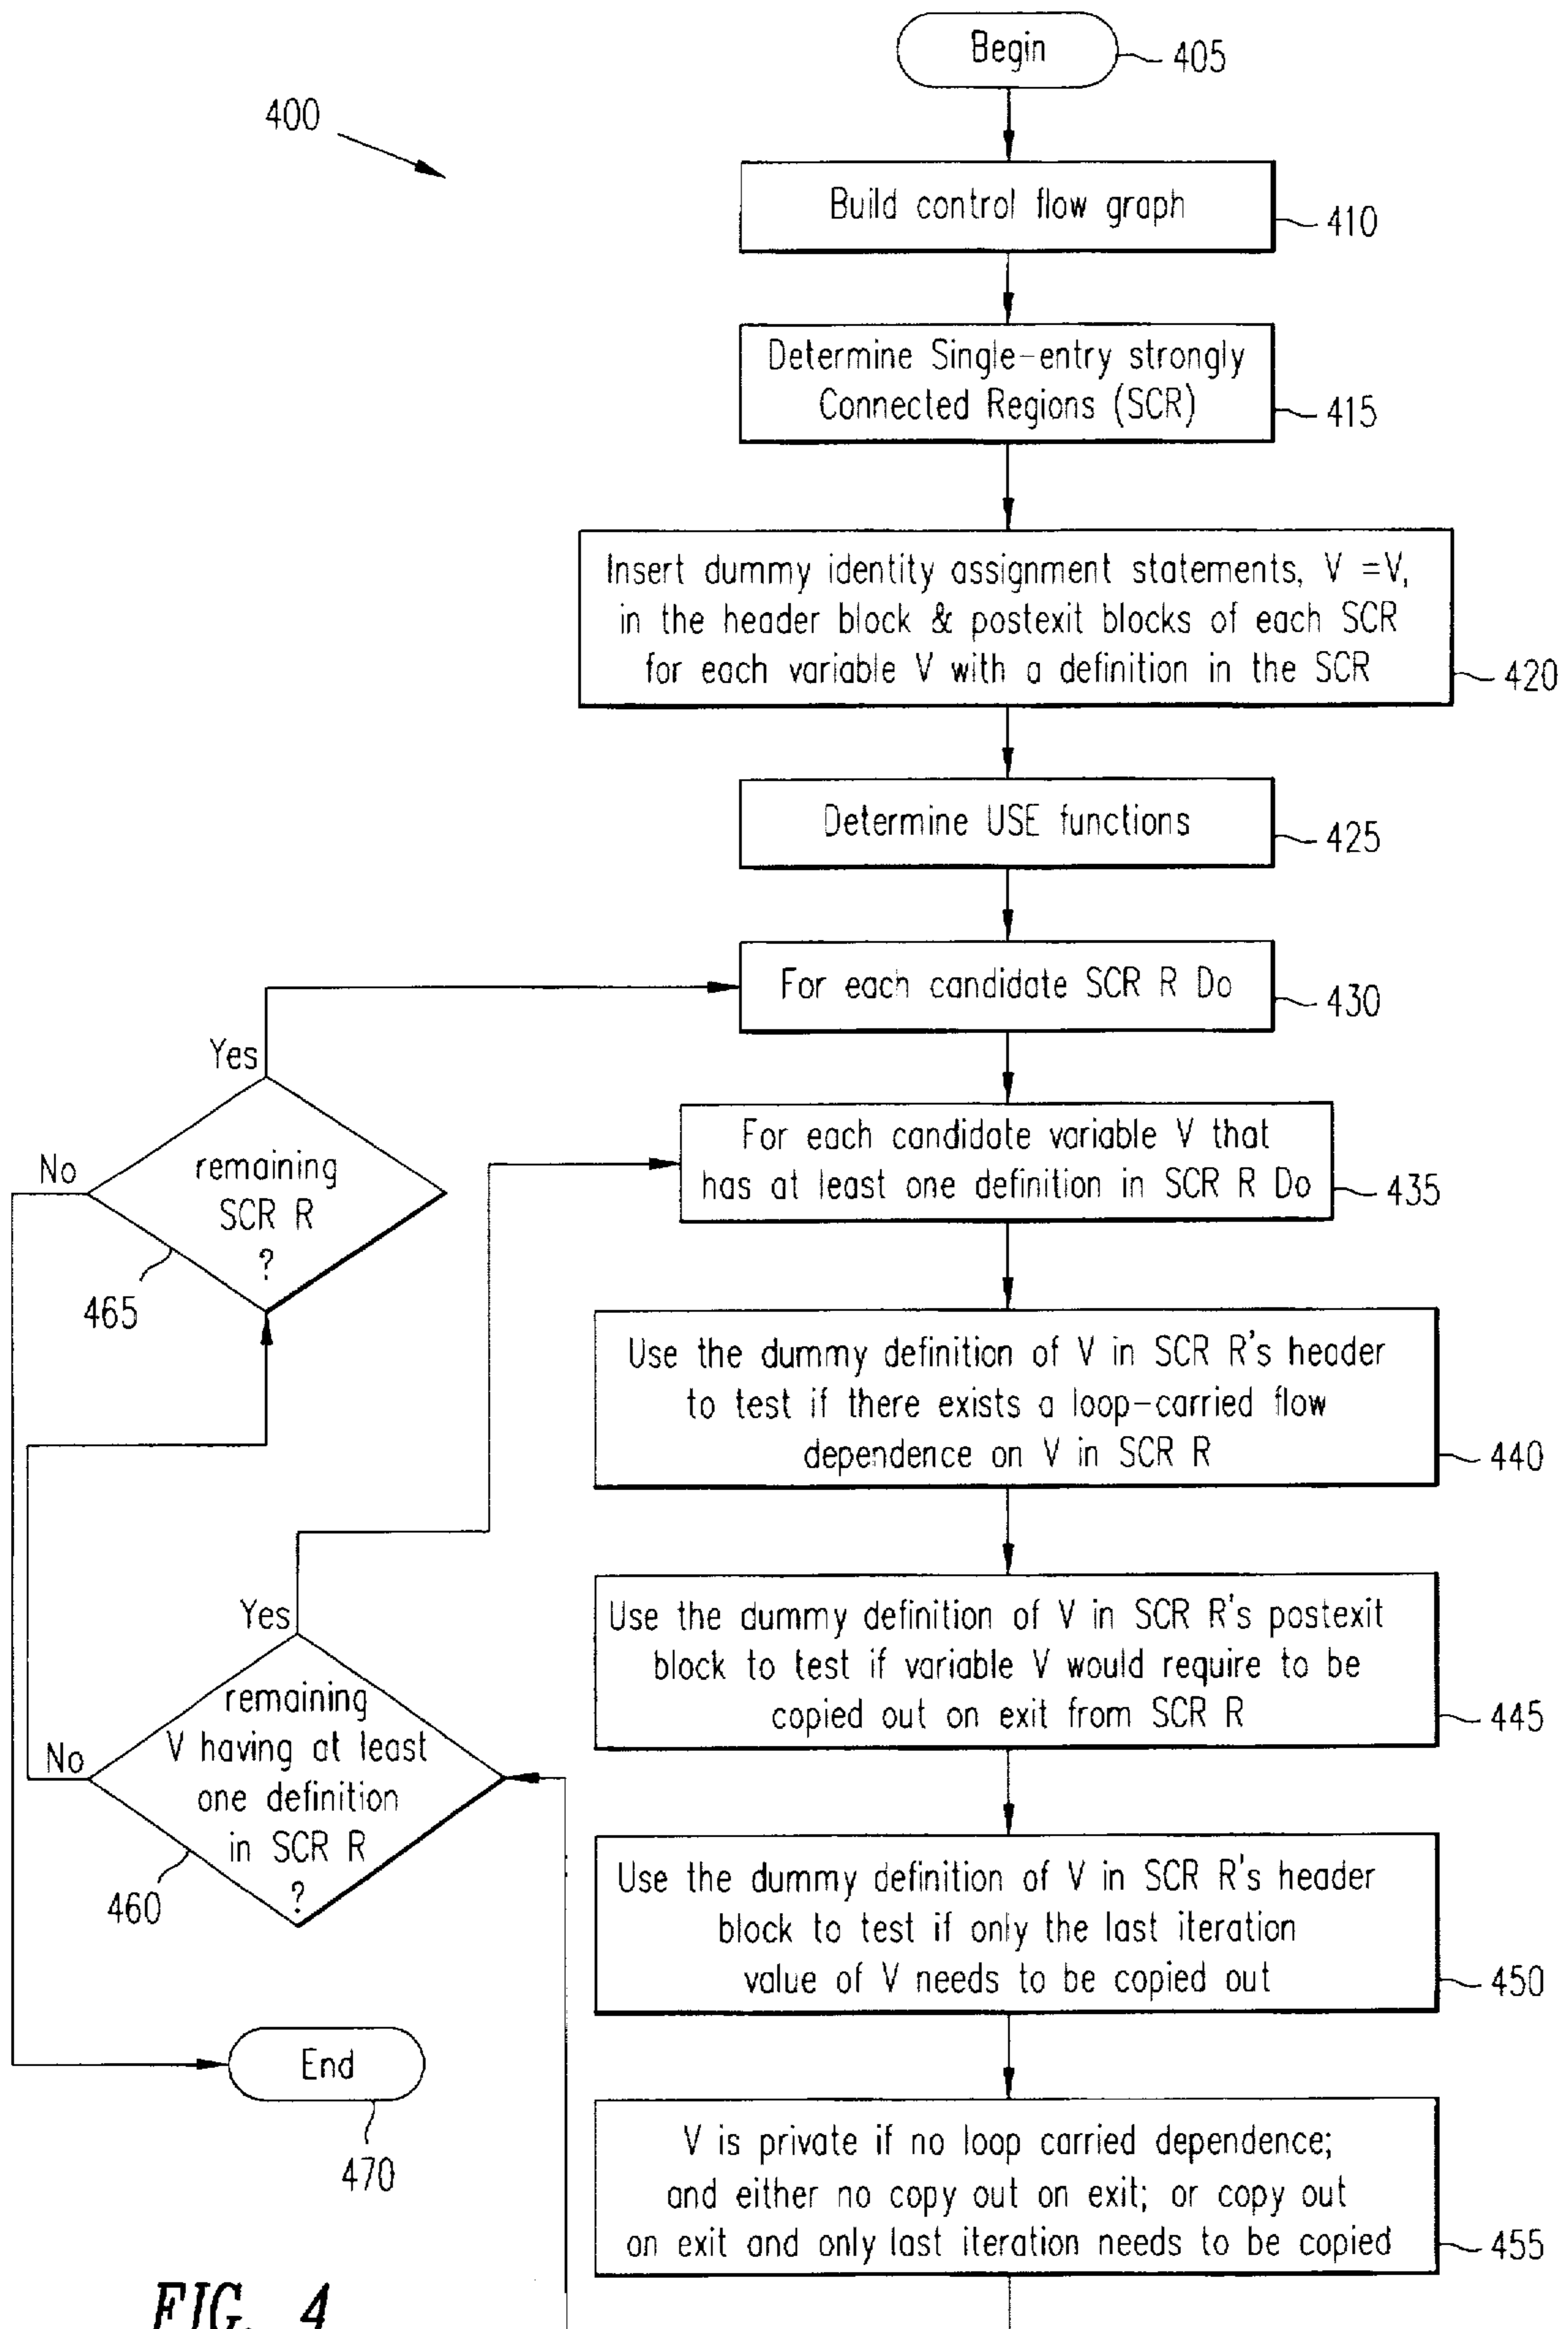 Begin
405
400
Build control flow graph
410
Determine Single-entry strongly
Connected Regions (SCR)
415
Insert dummy identity assignment statements, V =V,
in the header block & postexit blocks of each SCR
for each variable V with a definition in the SCR
420
Determine USE functions
425
For each candidate SCR R Do
430
Yes
No
remaining
SCR R
?
465
For each candidate variable V that
has at least one definition in SCR R Do
435
Use the dummy definition of V in SCR R's header
to test if there exists a loop-carried flow
dependence on V in SCR R
440
Use the dummy definition of V in SCR R's postexit
block to test if variable V would require to be
copied out on exit from SCR R
445
Yes
No
remaining
V having at least
one definition
in SCR R
?
460
Use the dummy definition of V in SCR R's header
block to test if only the last iteration
value of V needs to be copied out
450
End
470
V is private if no loop carried dependence;
and either no copy out on exit; or copy out
on exit and only last iteration needs to be copied
455
FIG. 4